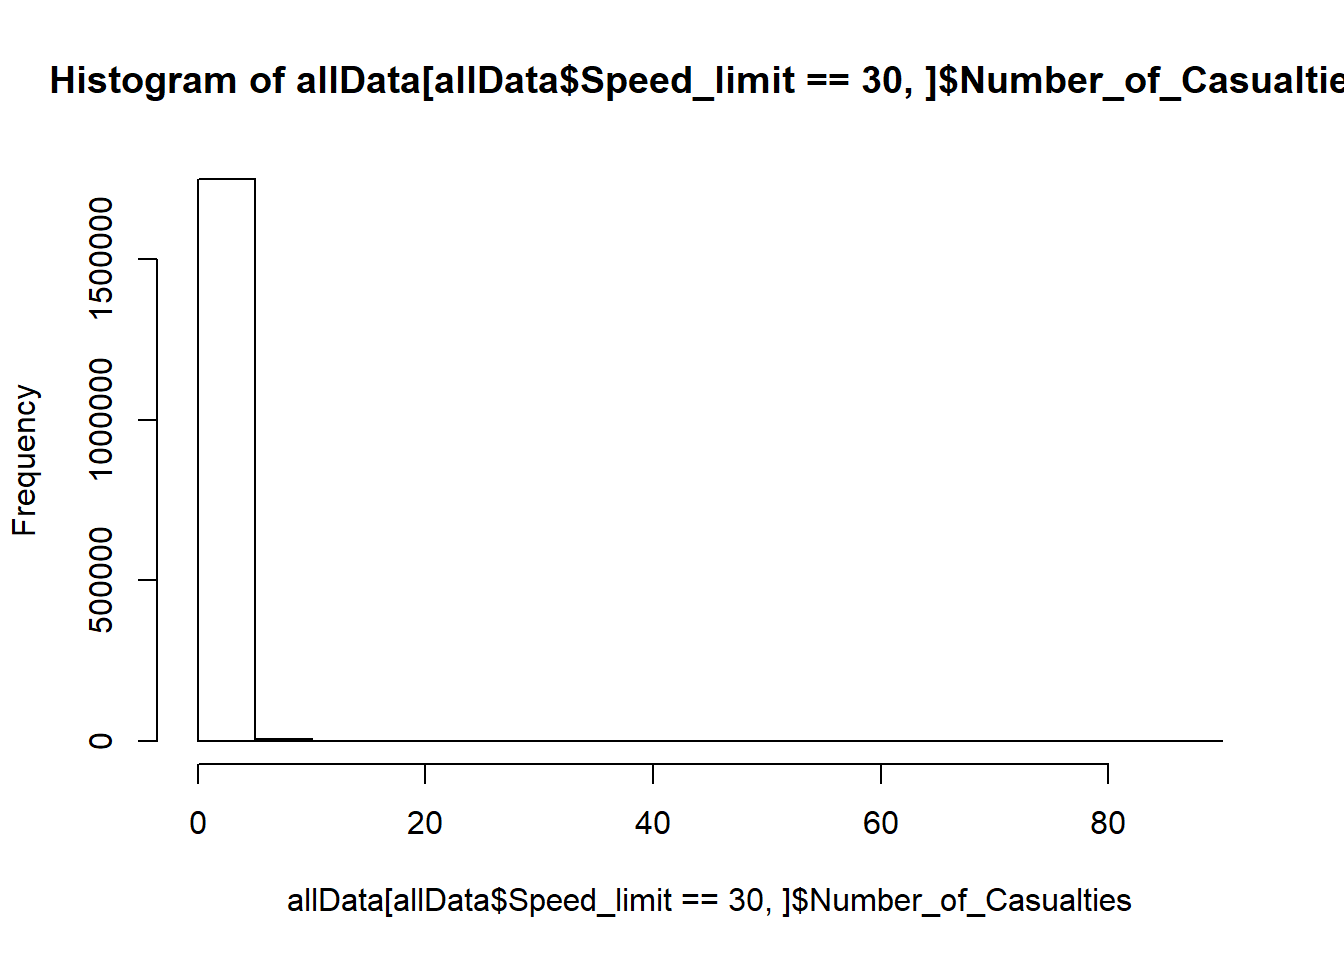 Histogram of allData[allData$Speed_limit == 30, ]$Number_of_Casualtie
Frequency
0
500000
1000000
1500000
0 20 40 60 80
allData[allData$Speed_limit == 30, ]$Number_of_Casualties